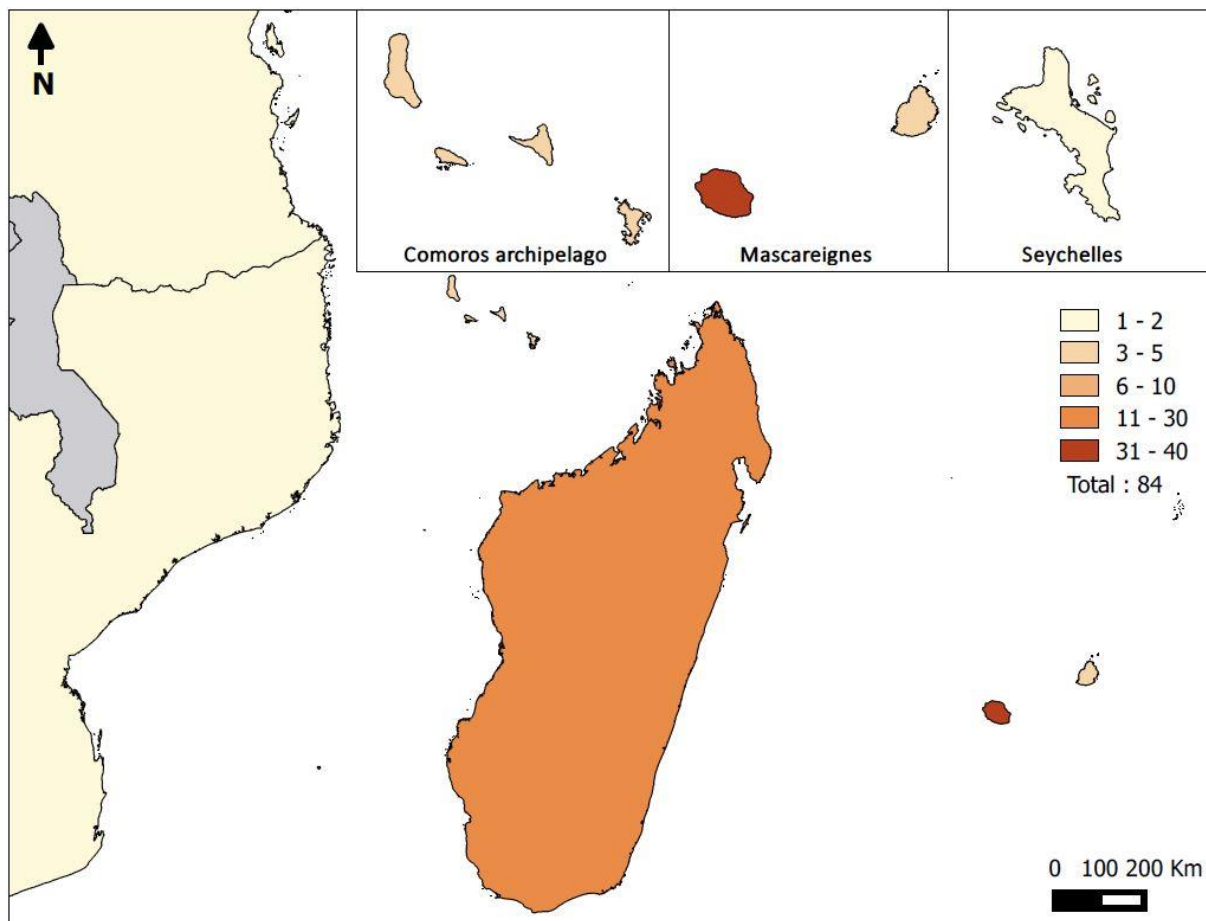 N
Comoros archipelago
Mascareignes
Seychelles
1 - 2
3 - 5
6 - 10
11 - 30
31 - 40
Total : 84
0 100 200 Km